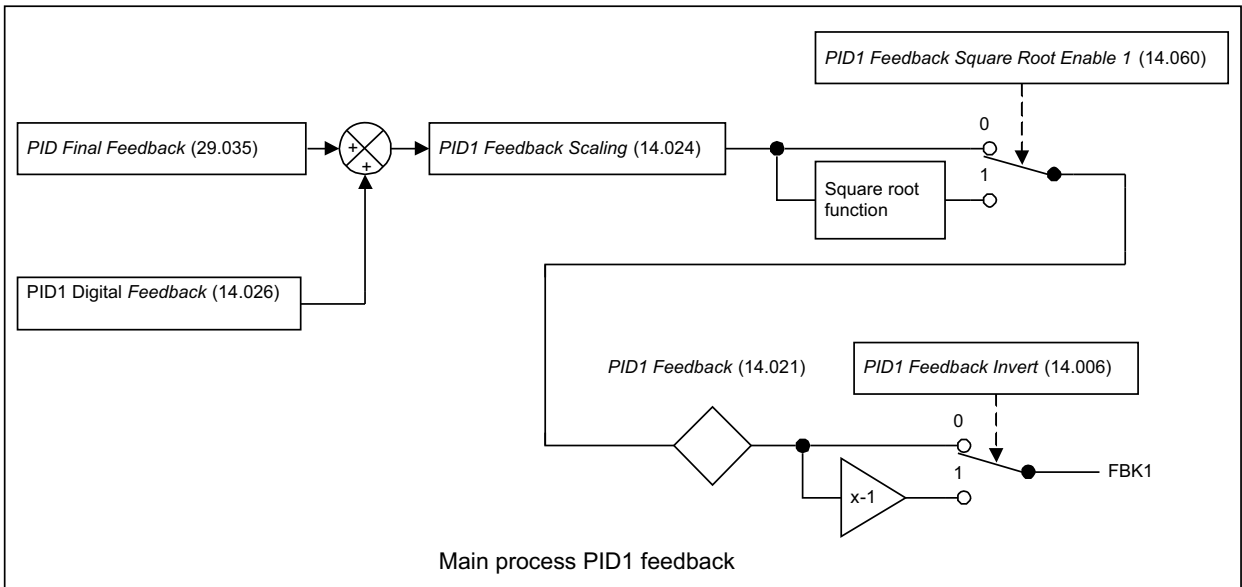 PID1 Feedback Square Root Enable 1 (14.060)
0
PID Final Feedback (29.035)
+
+
PID1 Feedback Scaling (14.024)
1
Square root
function
PID1 Digital Feedback (14.026)
PID1 Feedback (14.021)
PID1 Feedback Invert (14.006)
0
1
FBK1
x-1
Main process PID1 feedback